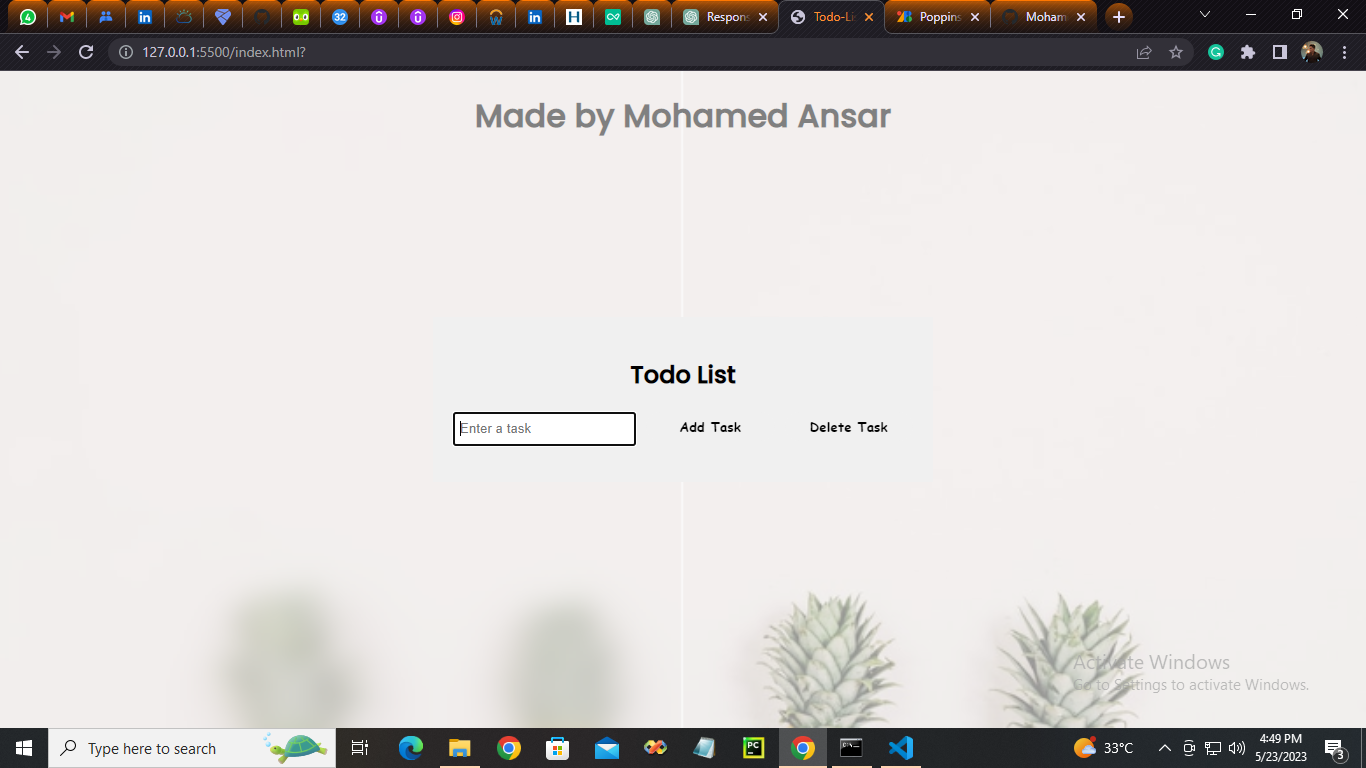 Respons
Todo-Li
Poppins
Moham
127.0.0.1:5500/index.html?
Made by Mohamed Ansar
Todo List
Enter a task
Add Task
Delete Task
Activate Windows
Go to Settings to activate Windows.
Type here to search
33°C
4:49 PM
5/23/2023
3